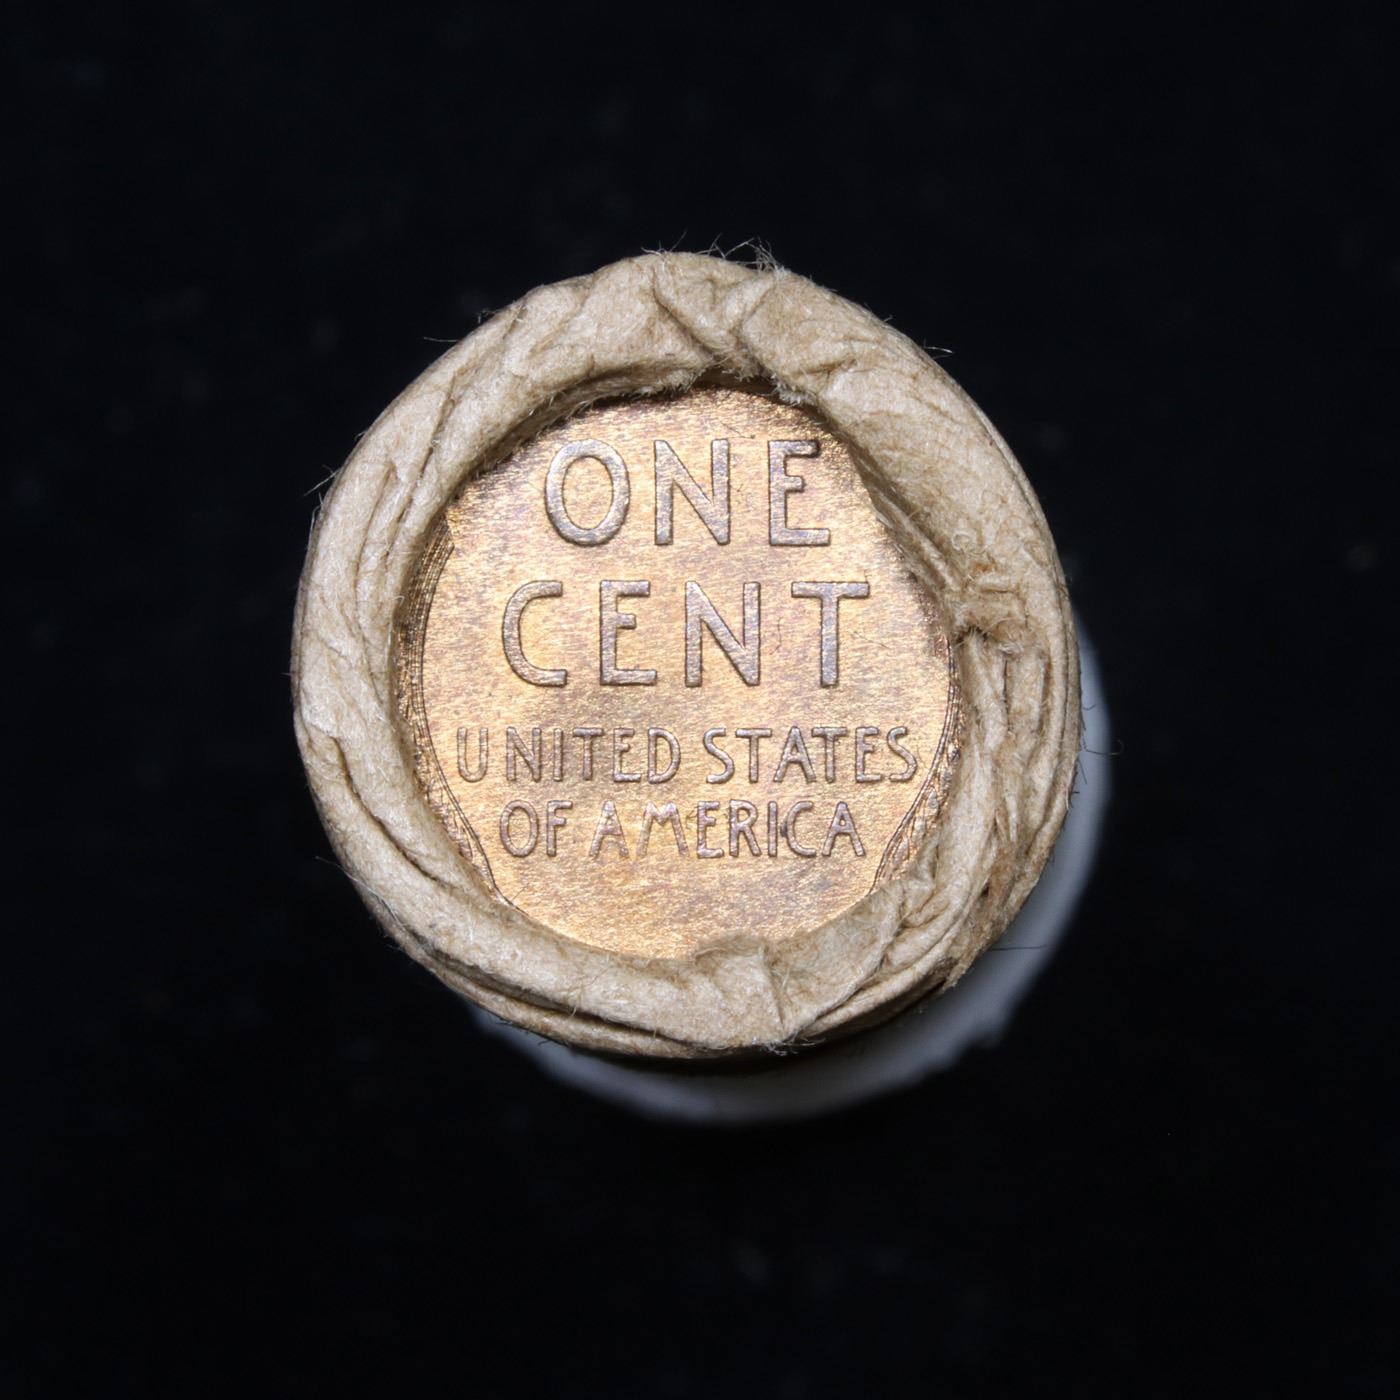 ONE
CENT
UNITED STATES
OF AMERICA